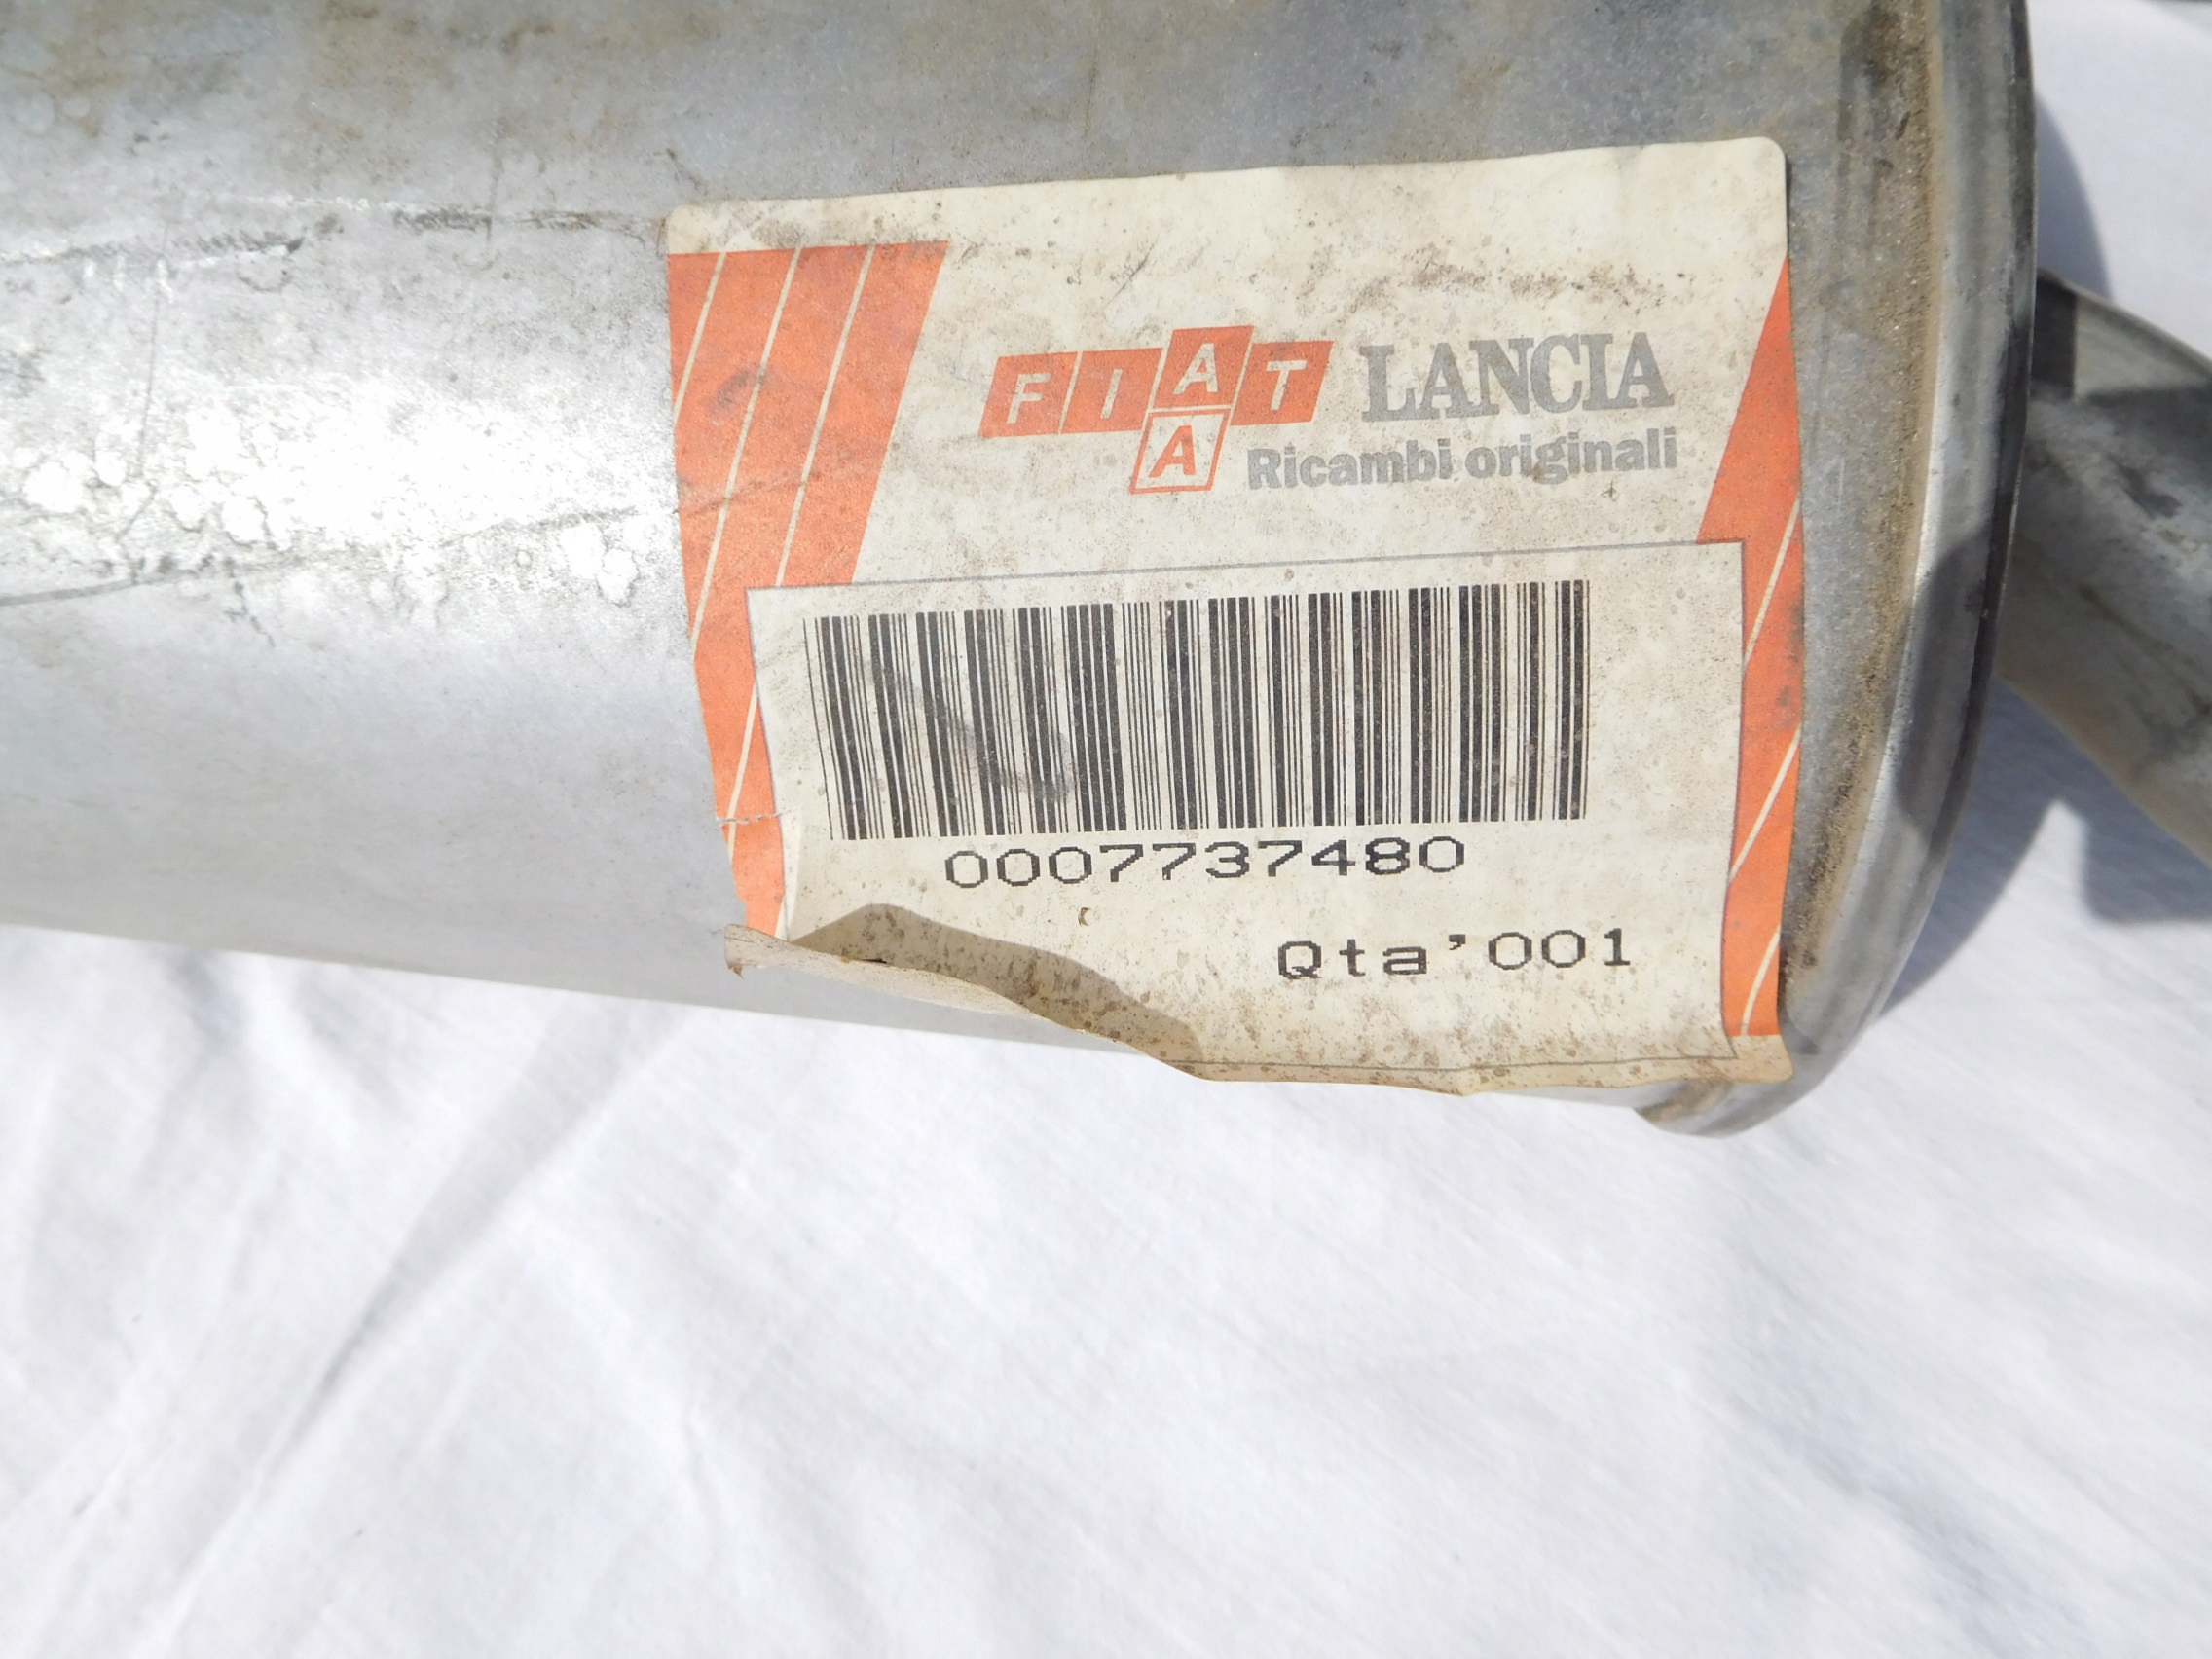 FIAT LANCIA
A Ricambi originali
0007737480
Qta'001